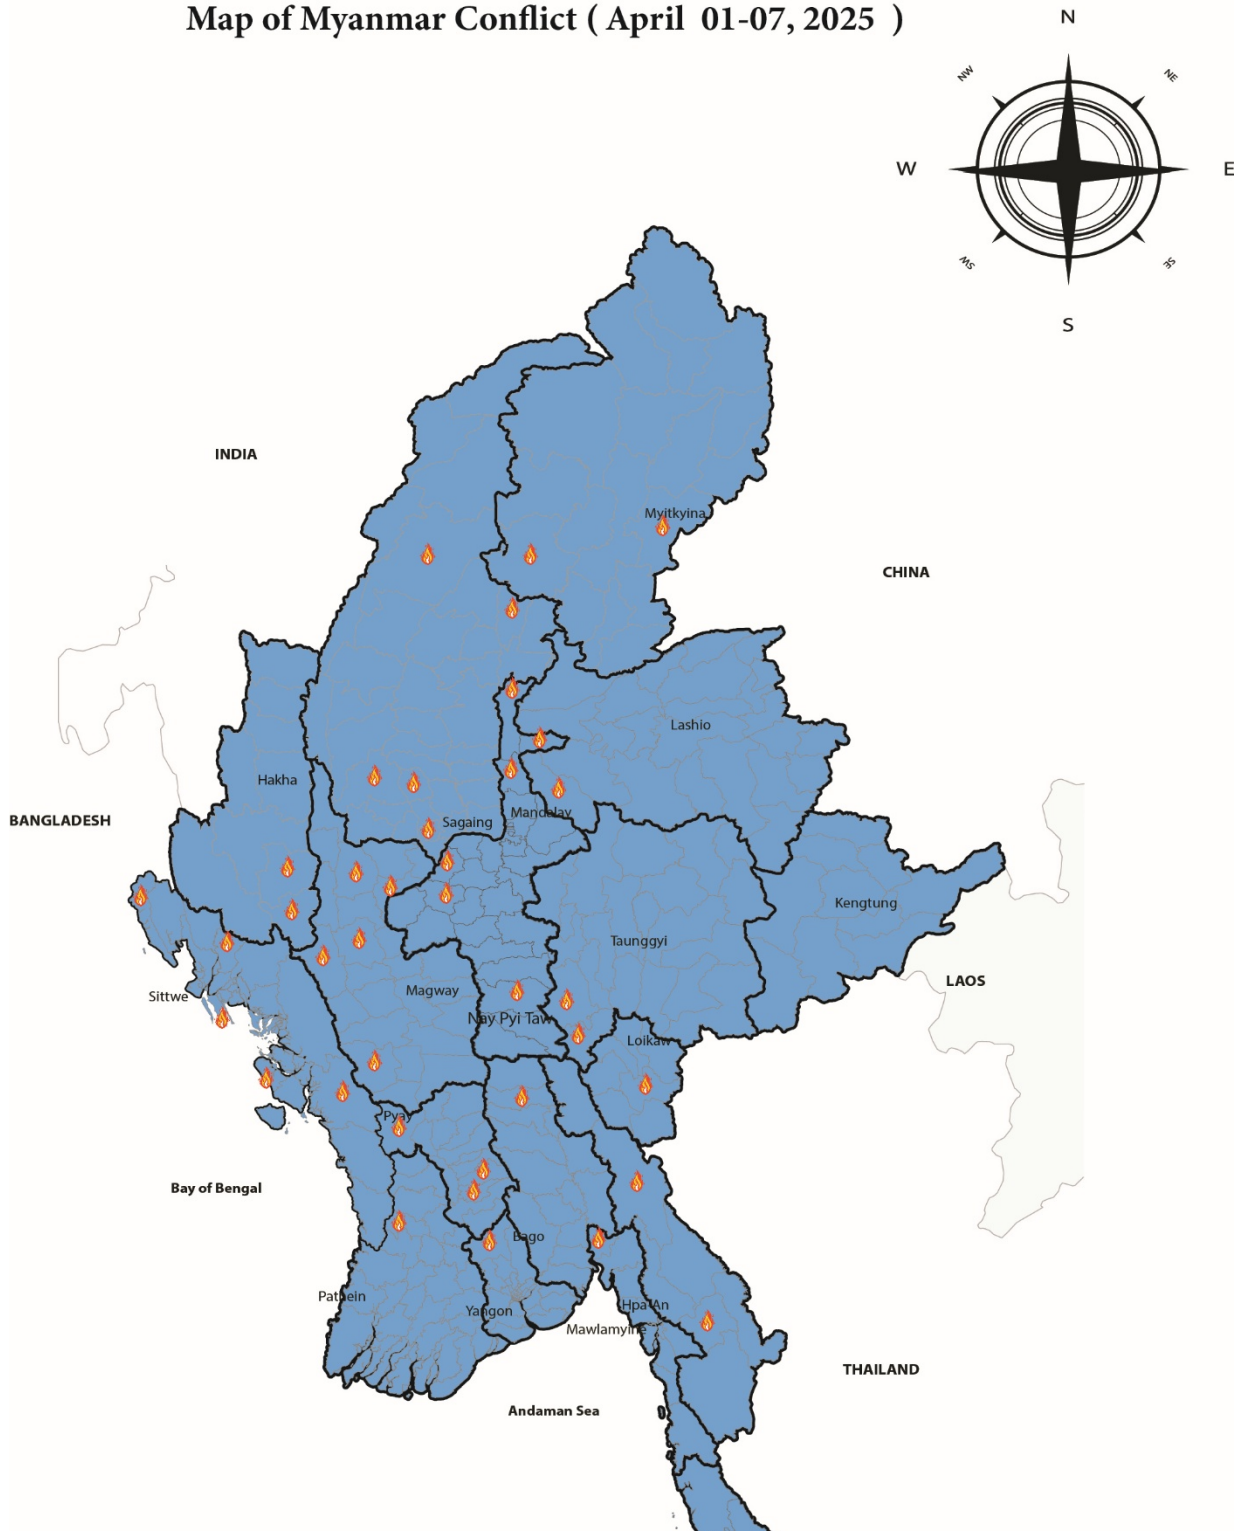 Map of Myanmar Conflict ( April 01-07, 2025 )
N
NW
NE
W
E
SW
SE
S
INDIA
Myitkyina
CHINA
Lashio
Hakha
BANGLADESH
Sagaing
Mandalay
Kengtung
Taunggyi
LAOS
Sittwe
Magway
Nay Pyi Taw
Loikaw
Pyay
Bay of Bengal
Bago
Pathein
Yangon
Hpa-An
Mawlamyine
THAILAND
Andaman Sea